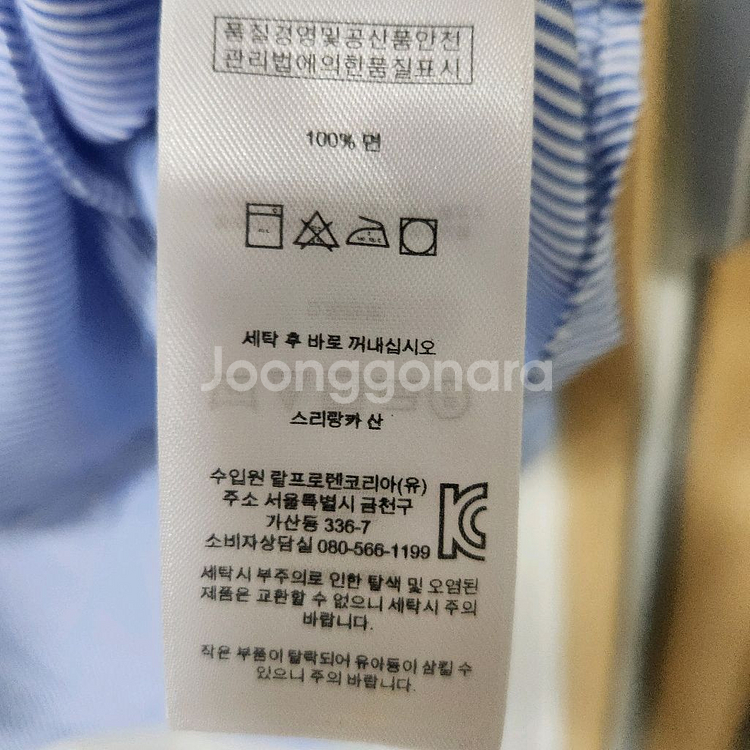 품질경영및공산품안전
관리법에의한품질표시
100% 면
세탁 후 바로 꺼내십시오
Joonggonara
스리랑카 산
수입원 랄프로렌코리아(유)
주소 서울특별시 금천구
가산동 336-7
소비자상담실 080-566-1199
세탁시 부주의로 인한 탈색 및 오염된
제품은 교환할 수 없으니 세탁시 주의
바랍니다.
작은 부품이 탈락되어 유아등이 삼킬 수
있으니 주의 바랍니다.